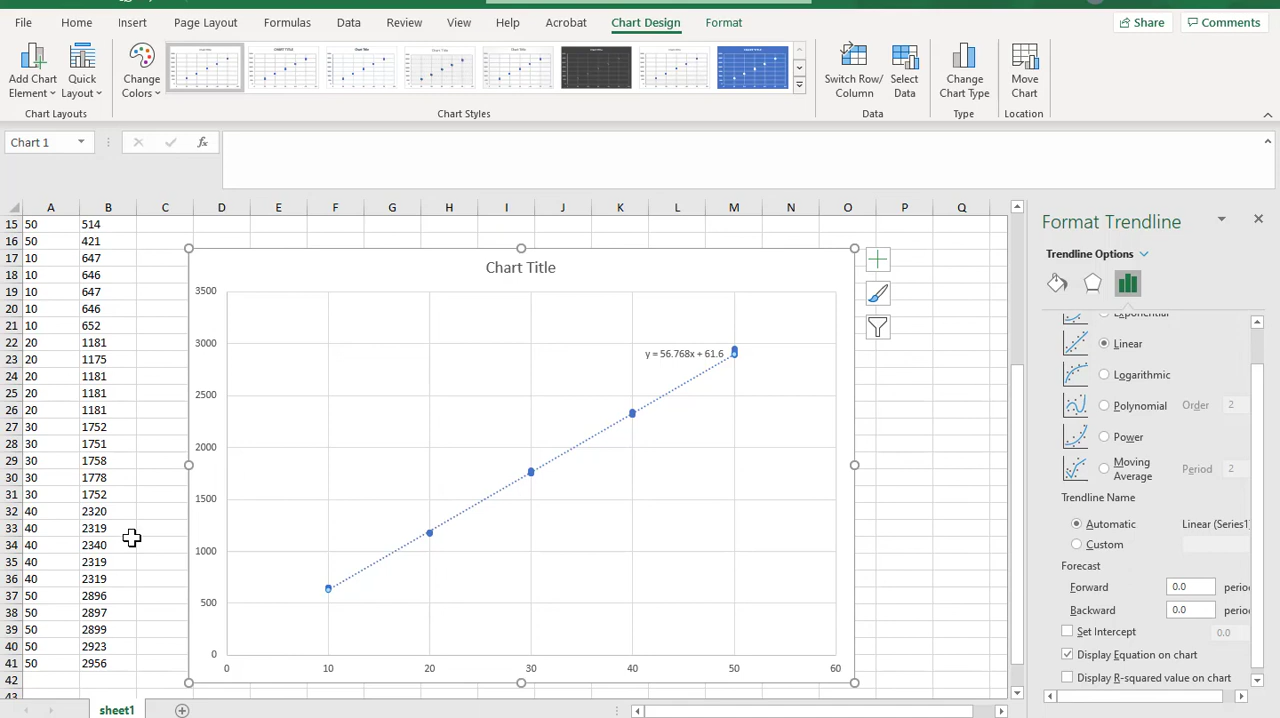 File Home Insert Page Layout Formulas Data Review View Help Acrobat Chart Design Format Share Comments
Add Chart Element Quick Layout Change Colors Switch Row/ Column Select Data Change Chart Type Move Chart
Chart Layouts Chart Styles Data Type Location
Chart 1 fx
A B C D E F G H I J K L M N O P Q
15 50 514
16 50 421
17 10 647
18 10 646
19 10 647
20 10 646
21 10 652
22 20 1181
23 20 1175
24 20 1181
25 20 1181
26 20 1181
27 30 1752
28 30 1751
29 30 1758
30 30 1778
31 30 1752
32 40 2320
33 40 2319
34 40 2340
35 40 2319
36 40 2319
37 50 2896
38 50 2897
39 50 2899
40 50 2923
41 50 2956
42
43
Chart Title
3500
3000
2500
2000
1500
1000
500
0
y = 56.768x + 61.6
0 10 20 30 40 50 60
Format Trendline
Trendline Options
Exponential
Linear
Logarithmic
Polynomial Order 2
Power
Moving Average Period 2
Trendline Name
Automatic Linear (Series1
Custom
Forecast
Forward 0.0
Backward 0.0
Set Intercept 0.0
Display Equation on chart
Display R-squared value on chart
sheet1